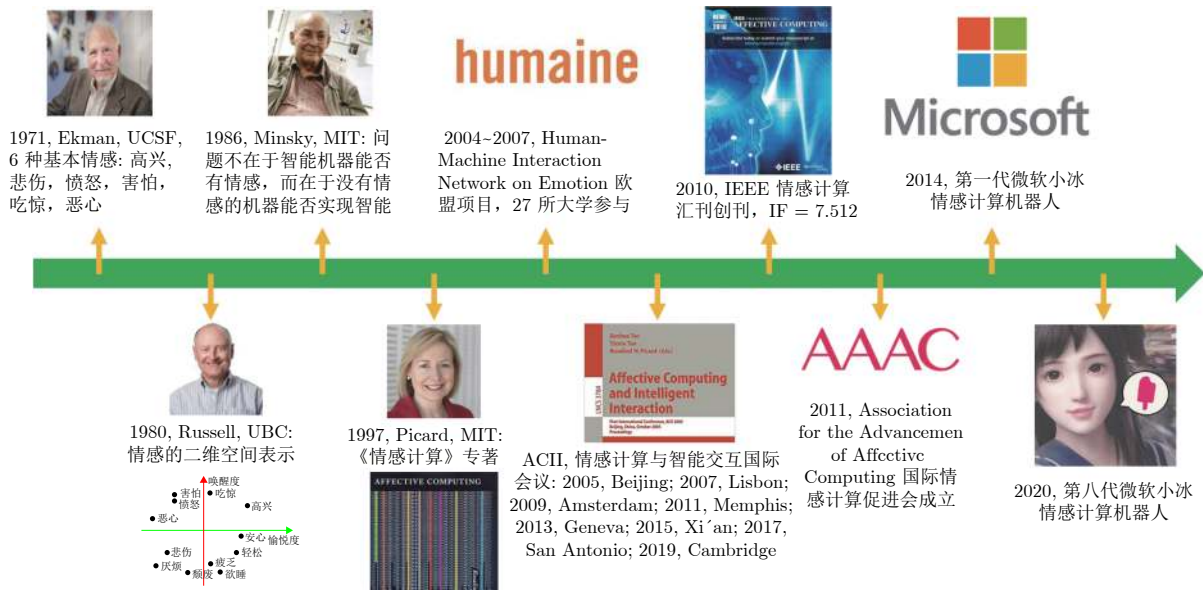 humaine
IEEE TRANSACTIONS ON
AFFECTIVE COMPUTING
IEEE
Microsoft
1971, Ekman, UCSF,
6 种基本情感: 高兴,
悲伤，愤怒，害怕，
吃惊，恶心
1986, Minsky, MIT: 问
题不在于智能机器能否
有情感，而在于没有情
感的机器能否实现智能
2004~2007, Human-
Machine Interaction
Network on Emotion 欧
盟项目，27 所大学参与
2010, IEEE 情感计算
汇刊创刊，IF = 7.512
2014, 第一代微软小冰
情感计算机器人
1980, Russell, UBC:
情感的二维空间表示
唤醒度
害怕
吃惊
愤怒
高兴
恶心
愉悦度
安心
悲伤
轻松
厌烦
疲乏
颓废
欲睡
1997, Picard, MIT:
《情感计算》专著
AFFECTIVE COMPUTING
LNCS 3784
Affective Computing
and Intelligent
Interaction
ACII, 情感计算与智能交互国际
会议: 2005, Beijing; 2007, Lisbon;
2009, Amsterdam; 2011, Memphis;
2013, Geneva; 2015, Xi´an; 2017,
San Antonio; 2019, Cambridge
AAAC
2011, Association
for the Advancemen
of Affcctivc
Computing 国际情
感计算促进会成立
2020, 第八代微软小冰
情感计算机器人